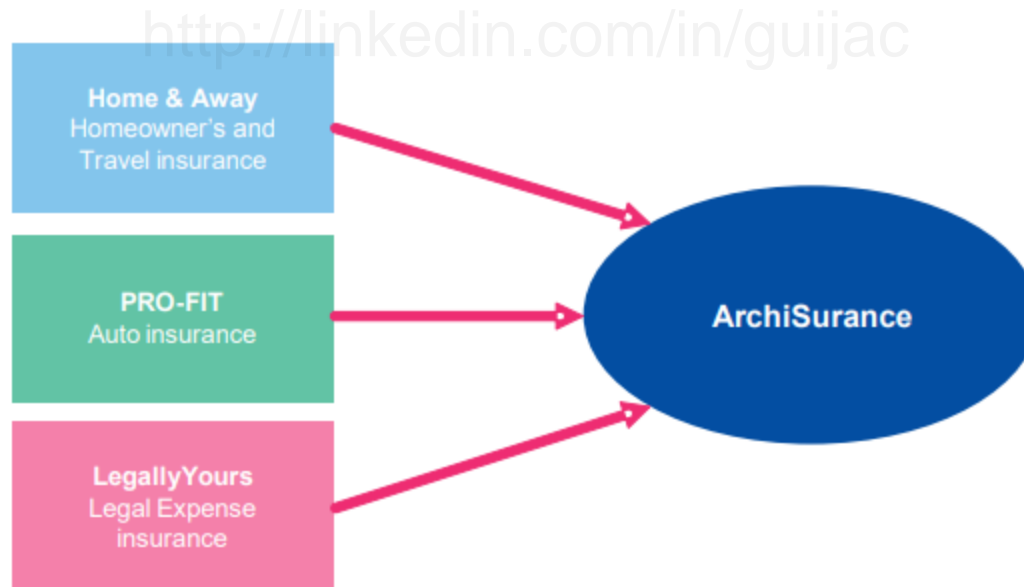 http://linkedin.com/in/guijac
Home & Away
Homeowner's and
Travel insurance
PRO-FIT
Auto insurance
LegallyYours
Legal Expense
insurance
ArchiSurance